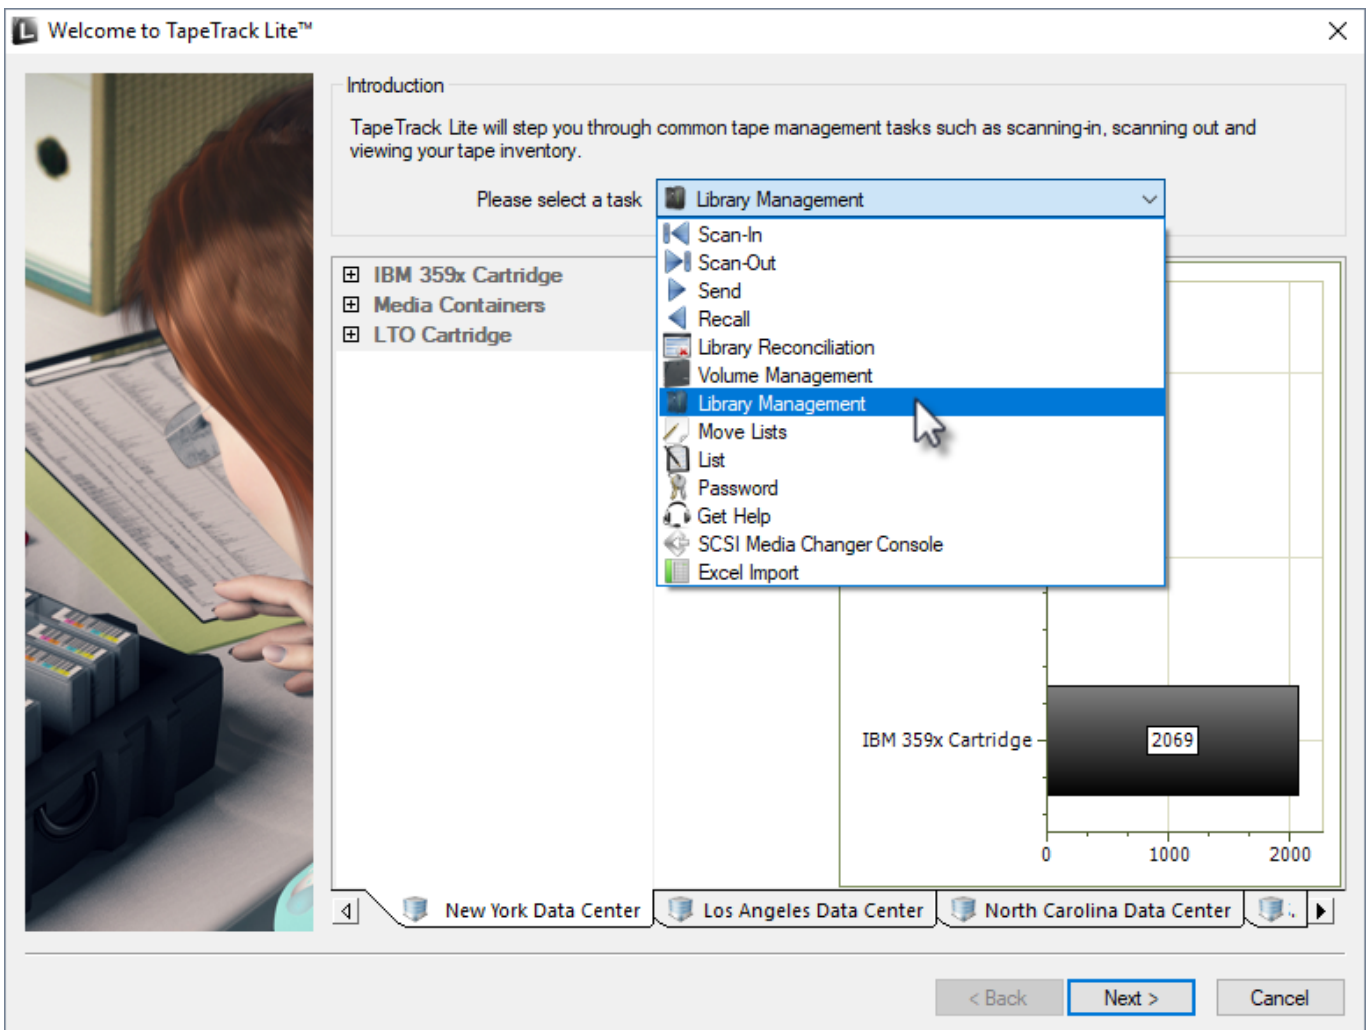 Welcome to TapeTrack Lite™
Introduction
TapeTrack Lite will step you through common tape management tasks such as scanning-in, scanning out and
viewing your tape inventory.
Please select a task
Library Management
Scan-In
Scan-Out
Send
Recall
Library Reconciliation
Volume Management
Library Management
Move Lists
List
Password
Get Help
SCSI Media Changer Console
Excel Import
IBM 359x Cartridge
Media Containers
LTO Cartridge
IBM 359x Cartridge
2069
0 1000 2000
New York Data Center Los Angeles Data Center North Carolina Data Center
< Back Next > Cancel